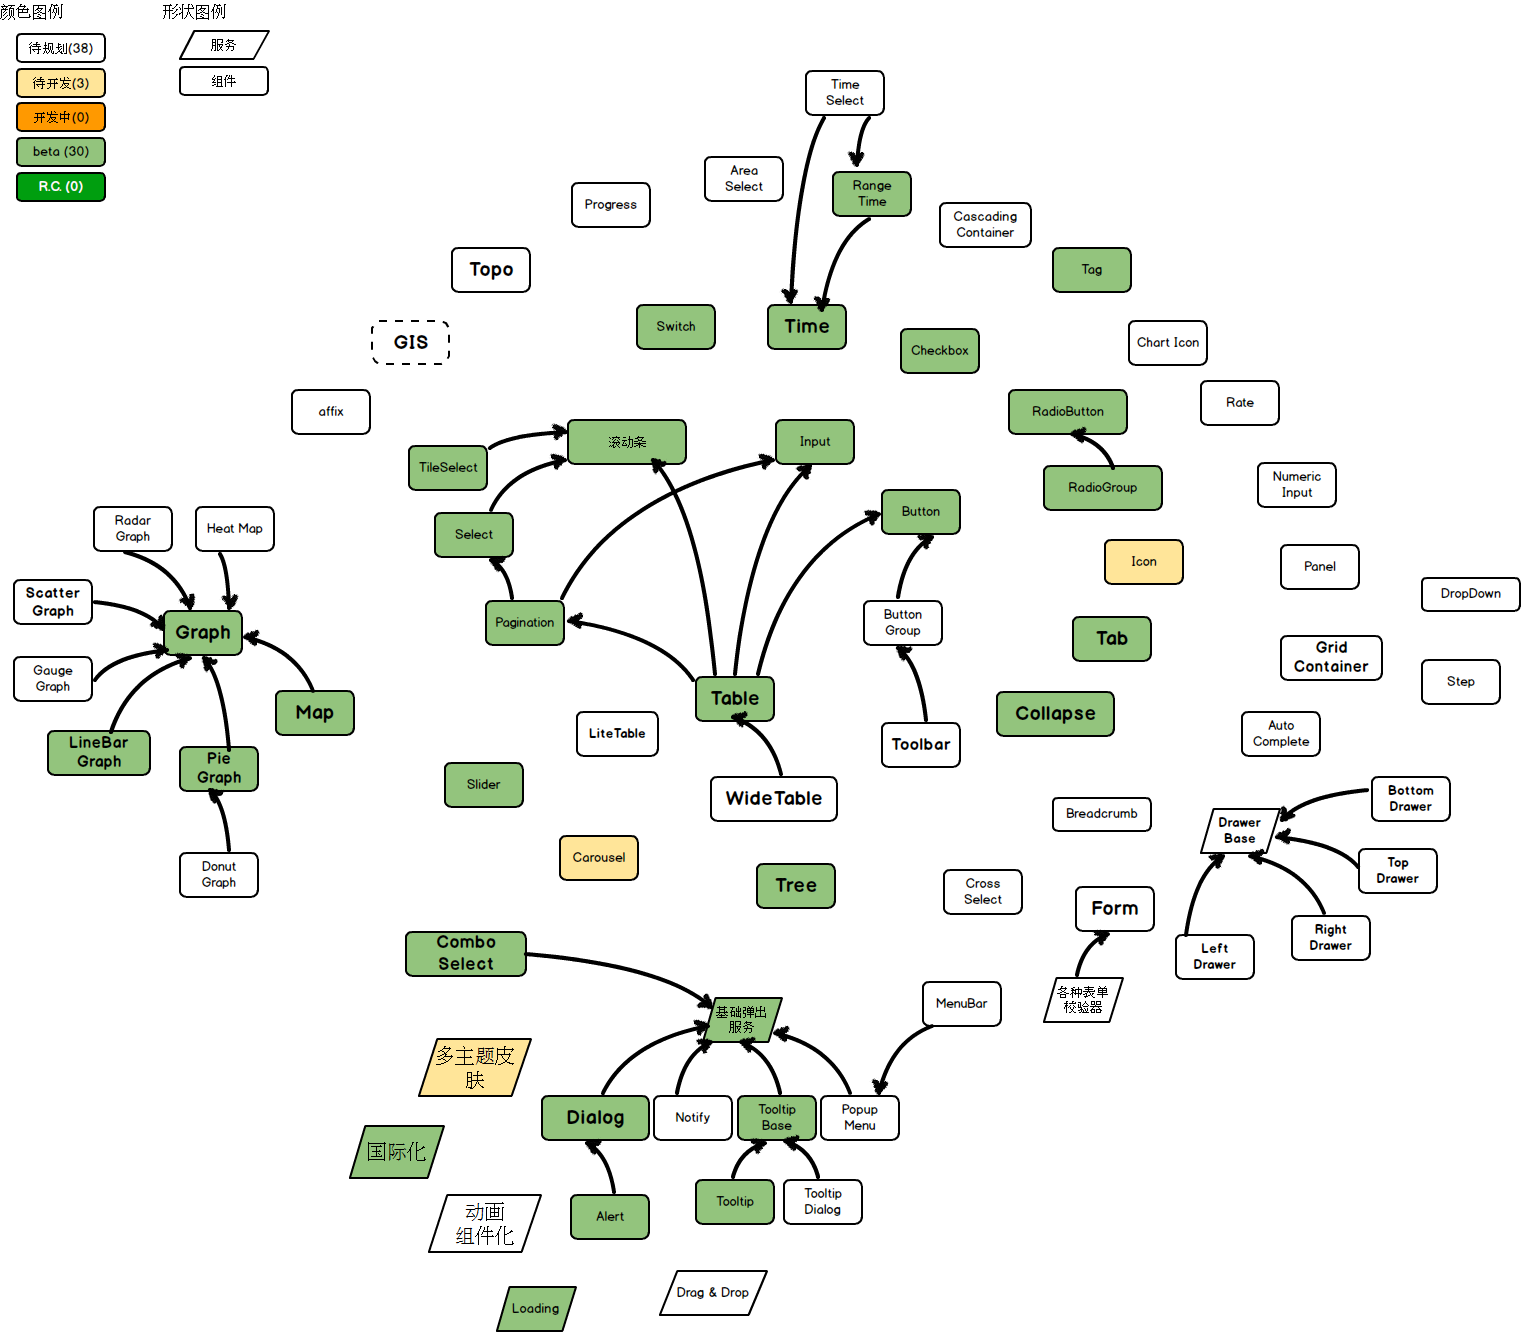 颜色图例
形状图例
待规划(38)
服务
待开发(3)
组件
开发中(0)
beta (30)
R.C. (0)
Time
Select
Area
Select
Range
Time
Progress
Cascading
Container
Topo
Tag
Switch
Time
GIS
Checkbox
Chart Icon
affix
Rate
RadioButton
滚动条
Input
TileSelect
RadioGroup
Numeric
Input
Button
Select
Radar
Graph
Heat Map
Icon
Panel
Scatter
Graph
DropDown
Pagination
Button
Group
Graph
Tab
Grid
Container
Gauge
Graph
Step
Table
Map
Collapse
LiteTable
Auto
Complete
Toolbar
LineBar
Graph
Pie
Graph
Slider
WideTable
Bottom
Drawer
Breadcrumb
Drawer
Base
Carousel
Top
Drawer
Donut
Graph
Tree
Cross
Select
Form
Right
Drawer
Combo
Select
Left
Drawer
各种表单
校验器
MenuBar
基础弹出
服务
多主题皮
肤
Dialog
Notify
Tooltip
Base
Popup
Menu
国际化
Tooltip
Tooltip
Dialog
Alert
动画
组件化
Drag & Drop
Loading